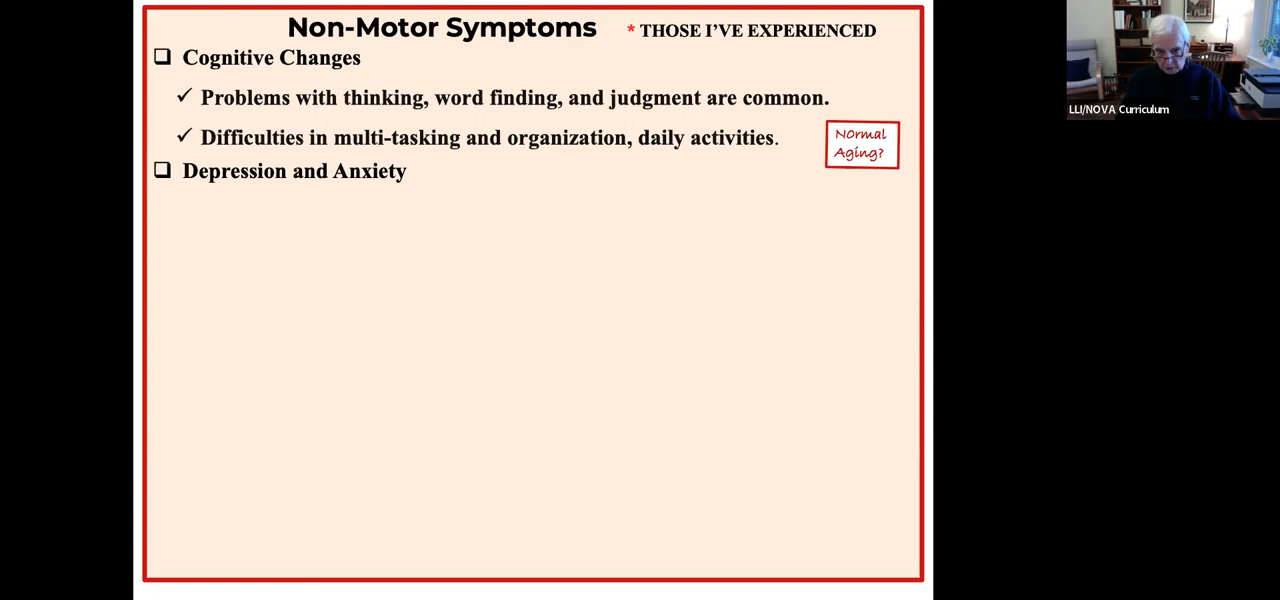 Non-Motor Symptoms * THOSE I’VE EXPERIENCED
❑ Cognitive Changes
✓ Problems with thinking, word finding, and judgment are common.
✓ Difficulties in multi-tasking and organization, daily activities.
NOrmal
Aging?
❑ Depression and Anxiety
LLI/NOVA Curriculum